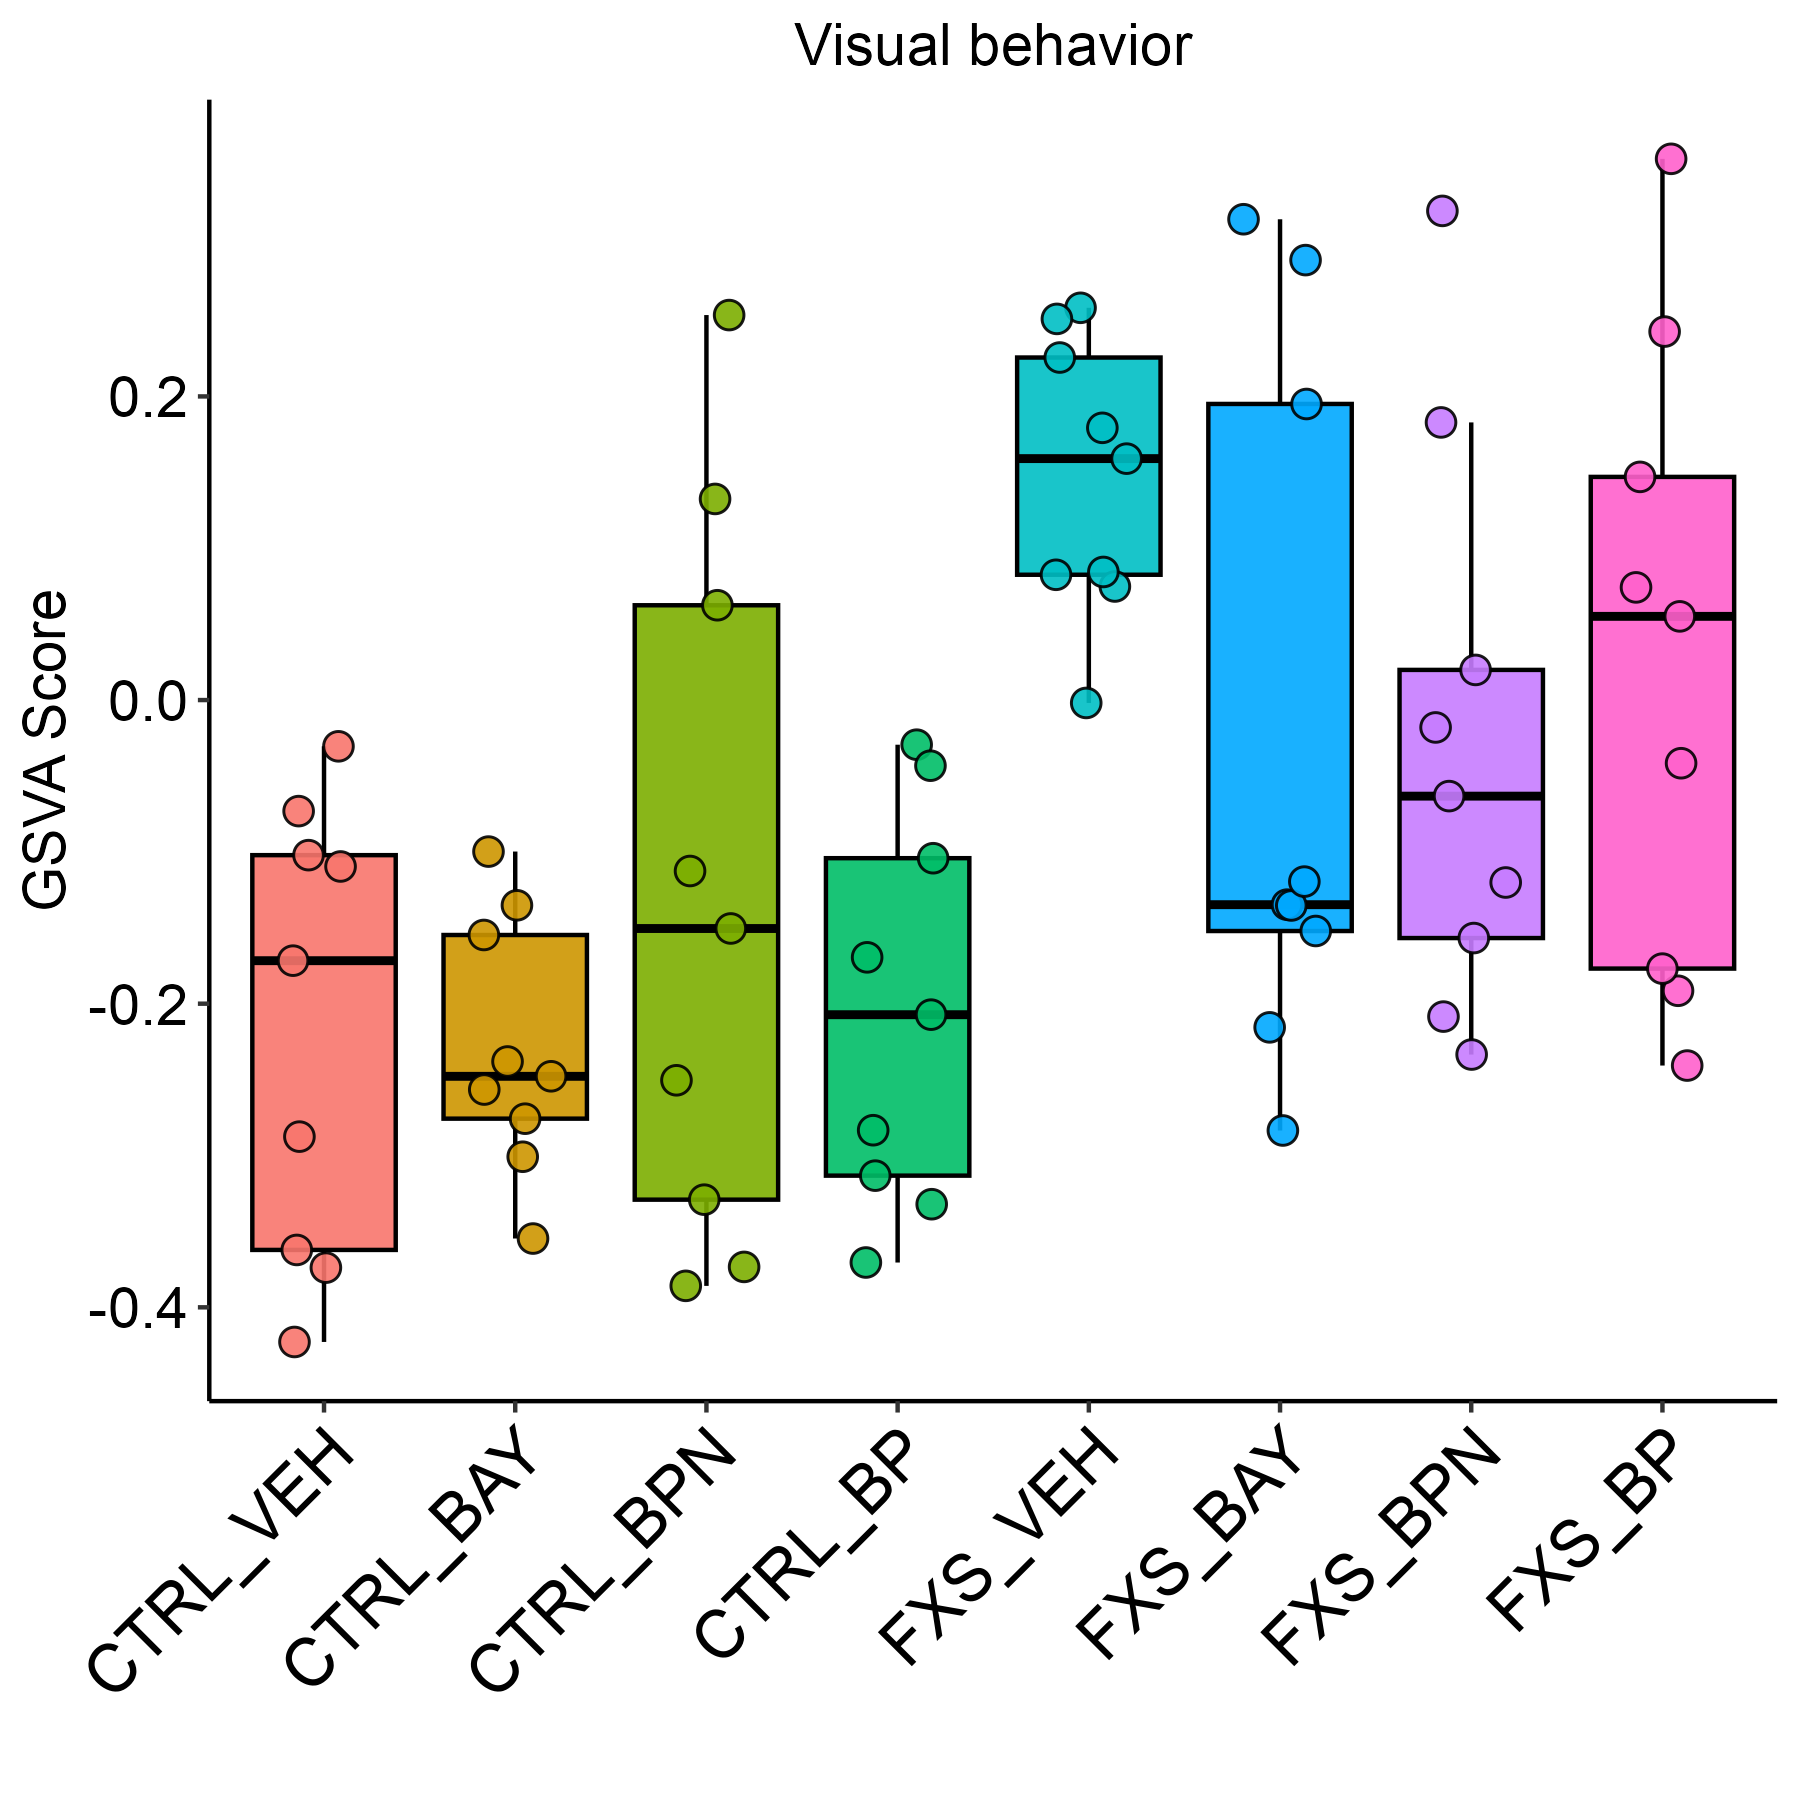 Visual behavior
GSVA Score
0.2
0.0
-0.2
-0.4
CTRL_VEH
CTRL_BAY
CTRL_BPN
CTRL_BP
FXS_VEH
FXS_BAY
FXS_BPN
FXS_BP